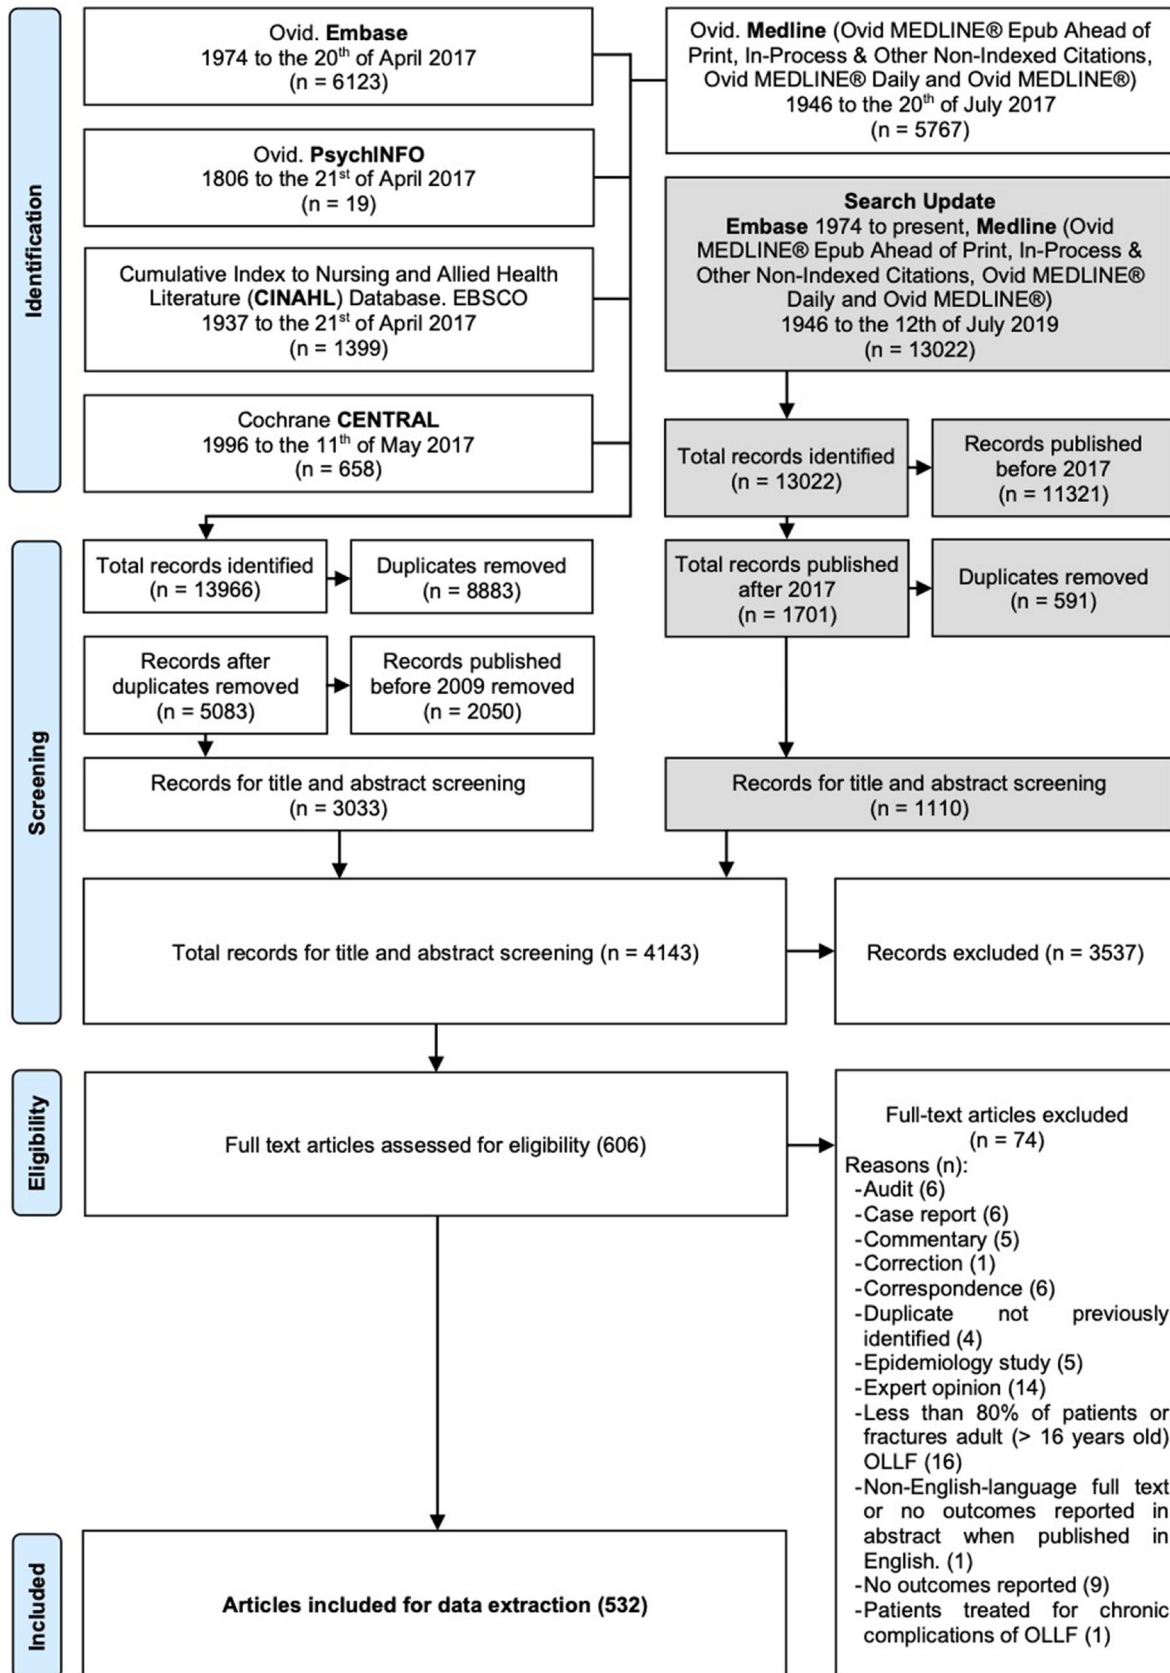 Identification
Ovid. Embase
1974 to the 20th of April 2017
(n = 6123)
Ovid. PsychINFO
1806 to the 21st of April 2017
(n = 19)
Cumulative Index to Nursing and Allied Health
Literature (CINAHL) Database. EBSCO
1937 to the 21st of April 2017
(n = 1399)
Cochrane CENTRAL
1996 to the 11th of May 2017
(n = 658)
Ovid. Medline (Ovid MEDLINE® Epub Ahead of
Print, In-Process & Other Non-Indexed Citations,
Ovid MEDLINE® Daily and Ovid MEDLINE®)
1946 to the 20th of July 2017
(n = 5767)
Search Update
Embase 1974 to present, Medline (Ovid
MEDLINE® Epub Ahead of Print, In-Process &
Other Non-Indexed Citations, Ovid MEDLINE®
Daily and Ovid MEDLINE®)
1946 to the 12th of July 2019
(n = 13022)
Total records identified
(n = 13022)
Records published
before 2017
(n = 11321)
Screening
Total records identified
(n = 13966)
Duplicates removed
(n = 8883)
Total records published
after 2017
(n = 1701)
Duplicates removed
(n = 591)
Records after
duplicates removed
(n = 5083)
Records published
before 2009 removed
(n = 2050)
Records for title and abstract screening
(n = 3033)
Records for title and abstract screening
(n = 1110)
Total records for title and abstract screening (n = 4143)
Records excluded (n = 3537)
Eligibility
Full text articles assessed for eligibility (606)
Full-text articles excluded
(n = 74)
Reasons (n):
-Audit (6)
-Case report (6)
-Commentary (5)
-Correction (1)
-Correspondence (6)
-Duplicate not previously
identified (4)
-Epidemiology study (5)
-Expert opinion (14)
-Less than 80% of patients or
fractures adult (> 16 years old)
OLLF (16)
-Non-English-language full text
or no outcomes reported in
abstract when published in
English. (1)
-No outcomes reported (9)
-Patients treated for chronic
complications of OLLF (1)
Included
Articles included for data extraction (532)